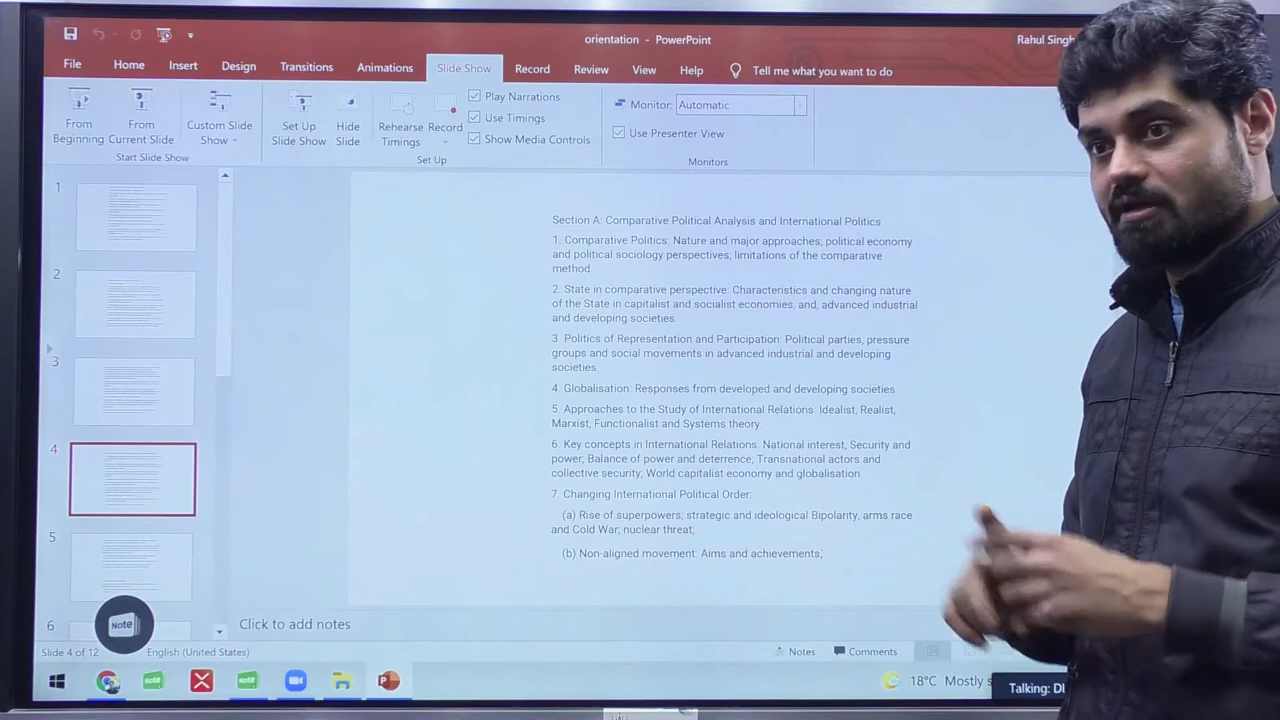 orientation - PowerPoint
Rahul Singh
File Home Insert Design Transitions Animations Slide Show Record Review View Help Tell me what you want to do
From Beginning
From Current Slide
Custom Slide Show
Start Slide Show
Set Up Slide Show
Hide Slide
Rehearse Timings
Record
Play Narrations
Use Timings
Show Media Controls
Set Up
Monitor: Automatic
Use Presenter View
Monitors
1
2
3
4
5
6
Section A: Comparative Political Analysis and International Politics
1. Comparative Politics: Nature and major approaches; political economy
and political sociology perspectives; limitations of the comparative
method.
2. State in comparative perspective: Characteristics and changing nature
of the State in capitalist and socialist economies, and, advanced industrial
and developing societies.
3. Politics of Representation and Participation: Political parties, pressure
groups and social movements in advanced industrial and developing
societies.
4. Globalisation: Responses from developed and developing societies
5. Approaches to the Study of International Relations: Idealist, Realist,
Marxist, Functionalist and Systems theory.
6. Key concepts in International Relations: National interest, Security and
power; Balance of power and deterrence; Transnational actors and
collective security; World capitalist economy and globalisation
7. Changing International Political Order:
(a) Rise of superpowers; strategic and ideological Bipolarity, arms race
and Cold War; nuclear threat;
(b) Non-aligned movement: Aims and achievements;
Note
Click to add notes
Slide 4 of 12
English (United States)
Notes
Comments
Note
Note
18°C Mostly s
Talking: DI